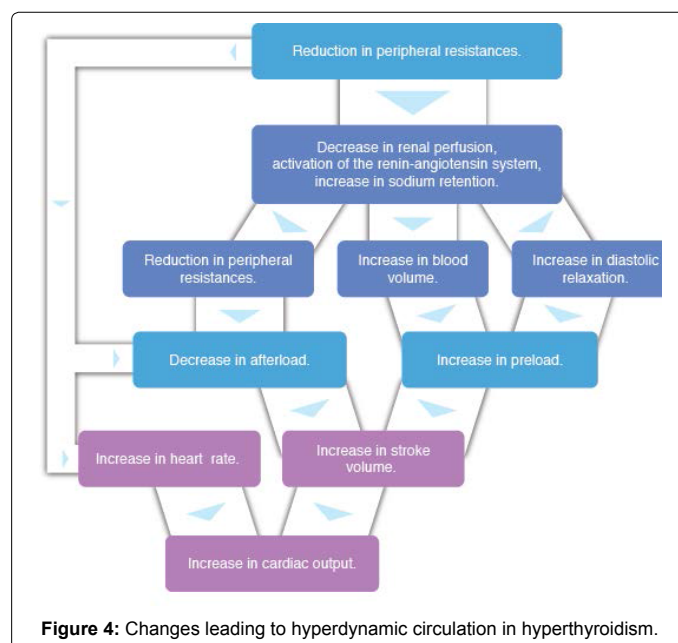 Reduction in peripheral resistances.
Decrease in renal perfusion,
activation of the renin-angiotensin system,
increase in sodium retention.
Reduction in peripheral
resistances.
Increase in blood
volume.
Increase in diastolic
relaxation.
Decrease in afterload.
Increase in preload.
Increase in heart rate.
Increase in stroke
volume.
Increase in cardiac output.
Figure 4: Changes leading to hyperdynamic circulation in hyperthyroidism.